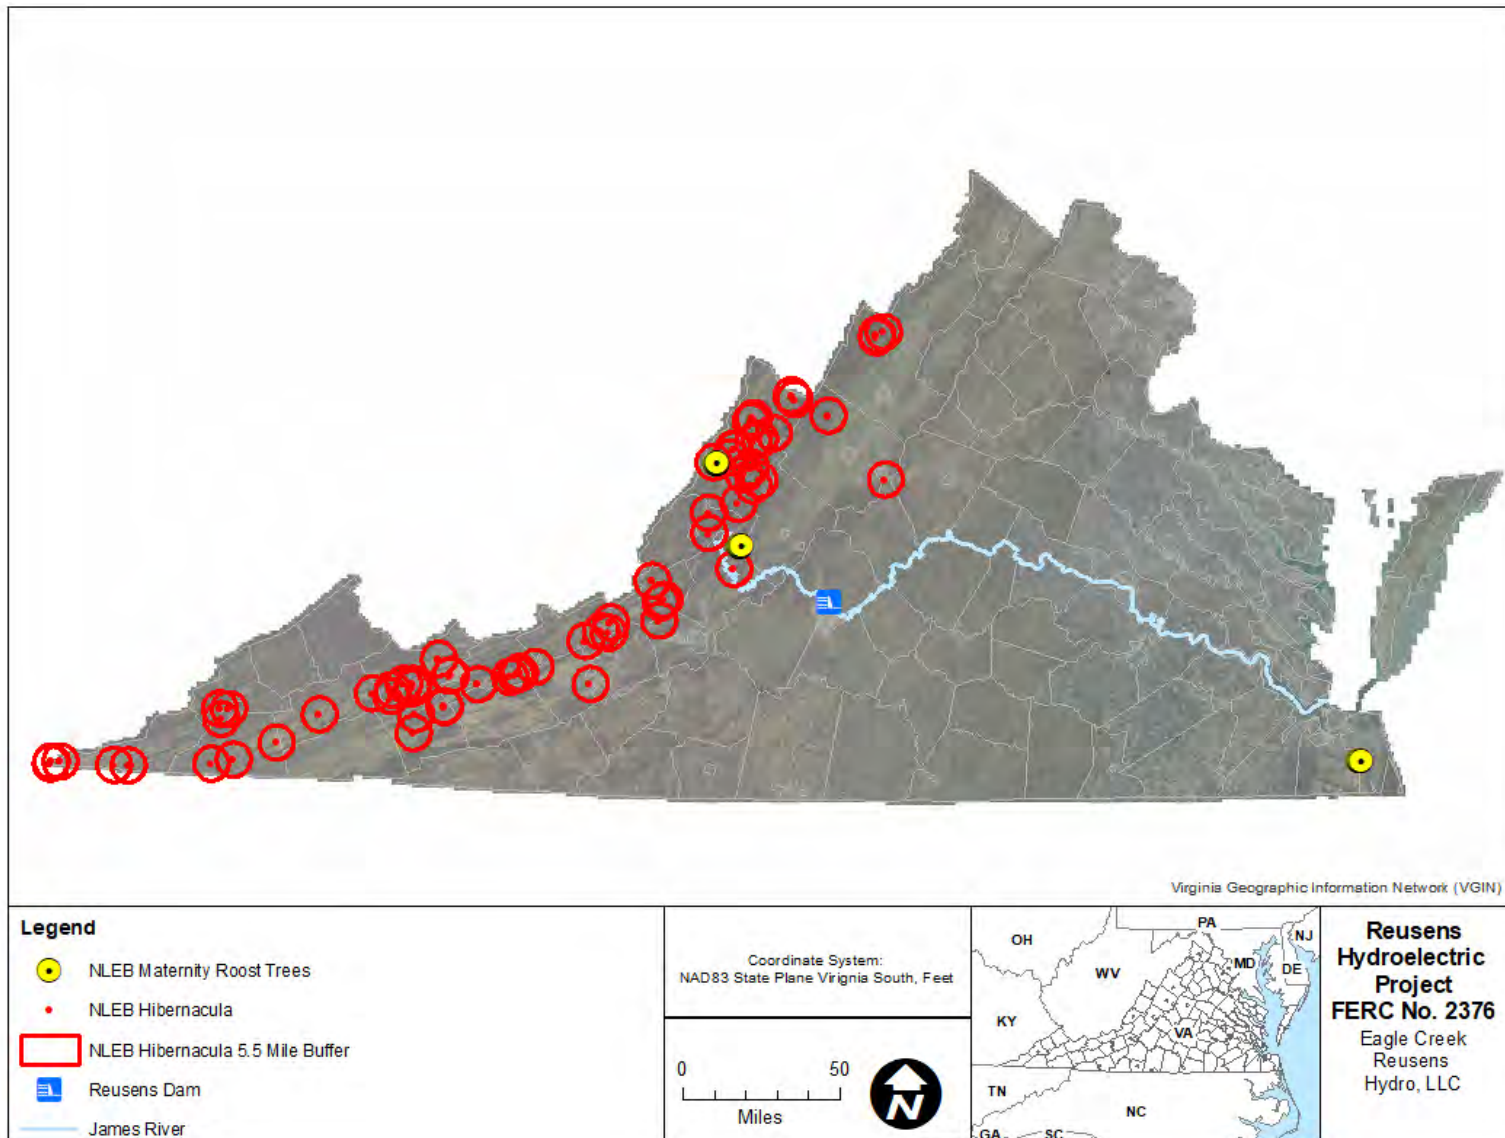 Virginia Geographic Information Network (VGIN)
Legend
NLEB Maternity Roost Trees
NLEB Hibernacula
NLEB Hibernacula 5.5 Mile Buffer
Reusens Dam
James River
Coordinate System:
NAD83 State Plane Virignia South, Feet
0 50
Miles
N
PA
OH
NJ
MD
WV
DE
KY
VA
TN
NC
GA
SC
Reusens
Hydroelectric
Project
FERC No. 2376
Eagle Creek
Reusens
Hydro, LLC